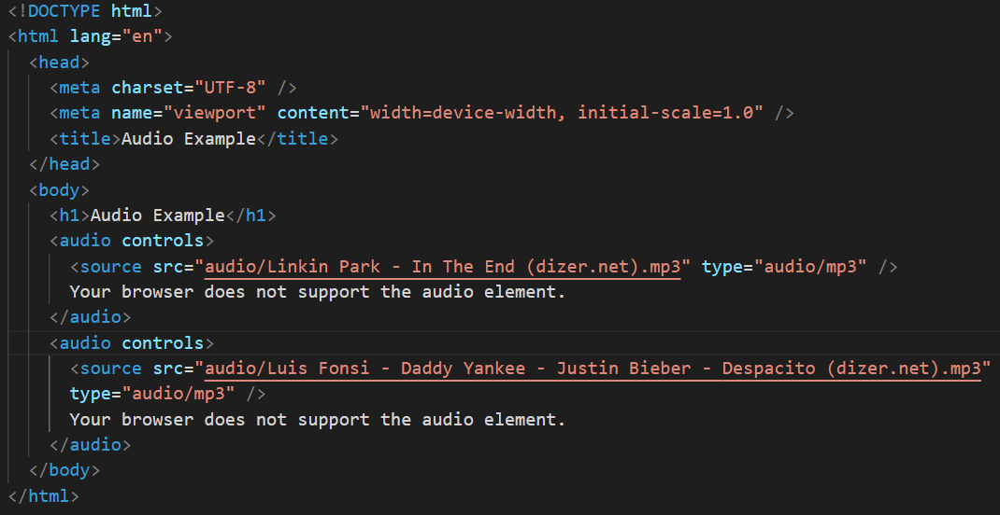 <!DOCTYPE html>
<html lang="en">
<head>
<meta charset="UTF-8" />
<meta name="viewport" content="width=device-width, initial-scale=1.0" />
<title>Audio Example</title>
</head>
<body>
<h1>Audio Example</h1>
<audio controls>
<source src="audio/Linkin Park - In The End (dizer.net).mp3" type="audio/mp3" />
Your browser does not support the audio element.
</audio>
<audio controls>
<source src="audio/Luis Fonsi - Daddy Yankee - Justin Bieber - Despacito (dizer.net).mp3"
type="audio/mp3" />
Your browser does not support the audio element.
</audio>
</body>
</html>